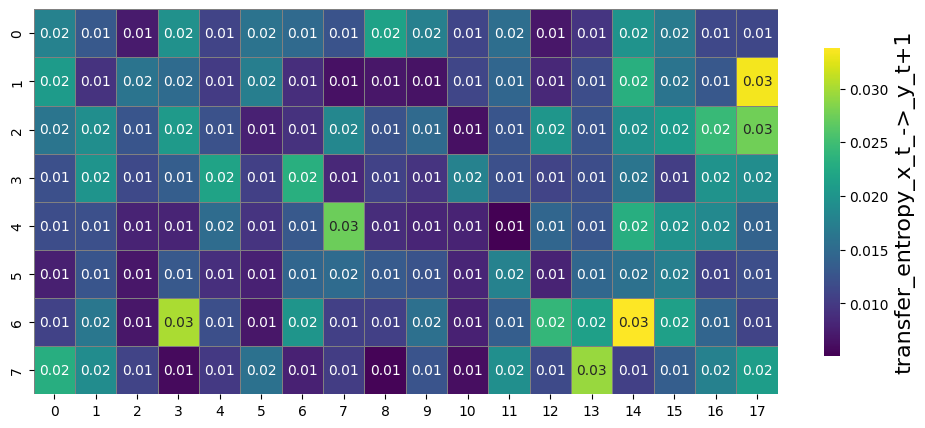 0 0.02 0.01 0.01 0.02 0.01 0.02 0.01 0.01 0.02 0.02 0.01 0.02 0.01 0.01 0.02 0.02 0.01 0.01
1 0.02 0.01 0.02 0.02 0.01 0.02 0.01 0.01 0.01 0.01 0.01 0.01 0.01 0.01 0.02 0.02 0.01 0.03
2 0.02 0.02 0.01 0.02 0.01 0.01 0.01 0.02 0.01 0.02 0.01 0.01 0.02 0.01 0.02 0.02 0.02 0.03
3 0.01 0.02 0.01 0.01 0.02 0.01 0.02 0.01 0.01 0.01 0.02 0.01 0.01 0.01 0.01 0.01 0.02 0.02
4 0.01 0.01 0.01 0.01 0.02 0.01 0.01 0.03 0.01 0.01 0.01 0.01 0.01 0.01 0.02 0.02 0.02 0.01
5 0.01 0.01 0.01 0.01 0.01 0.01 0.02 0.02 0.01 0.01 0.01 0.02 0.01 0.01 0.02 0.02 0.01 0.01
6 0.01 0.02 0.01 0.03 0.01 0.01 0.02 0.01 0.01 0.02 0.01 0.01 0.02 0.02 0.03 0.02 0.01 0.01
7 0.02 0.02 0.01 0.01 0.01 0.02 0.01 0.01 0.01 0.01 0.01 0.02 0.01 0.03 0.01 0.01 0.02 0.02
0 1 2 3 4 5 6 7 8 9 10 11 12 13 14 15 16 17
0.030
0.025
0.020
0.015
0.010
transfer_entropy_x_t_->_y_t+1